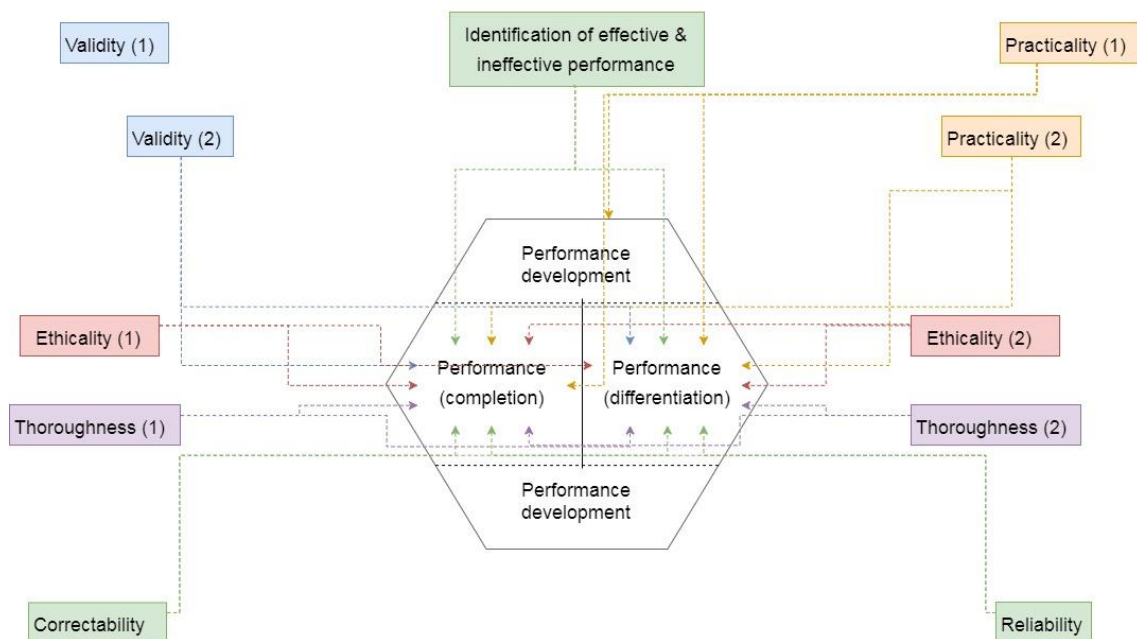 Validity (1)
Identification of effective &
ineffective performance
Practicality (1)
Validity (2)
Practicality (2)
Performance
development
Ethicality (1)
Ethicality (2)
Performance
(completion)
Performance
(differentiation)
Thoroughness (1)
Thoroughness (2)
Performance
development
Correctability
Reliability